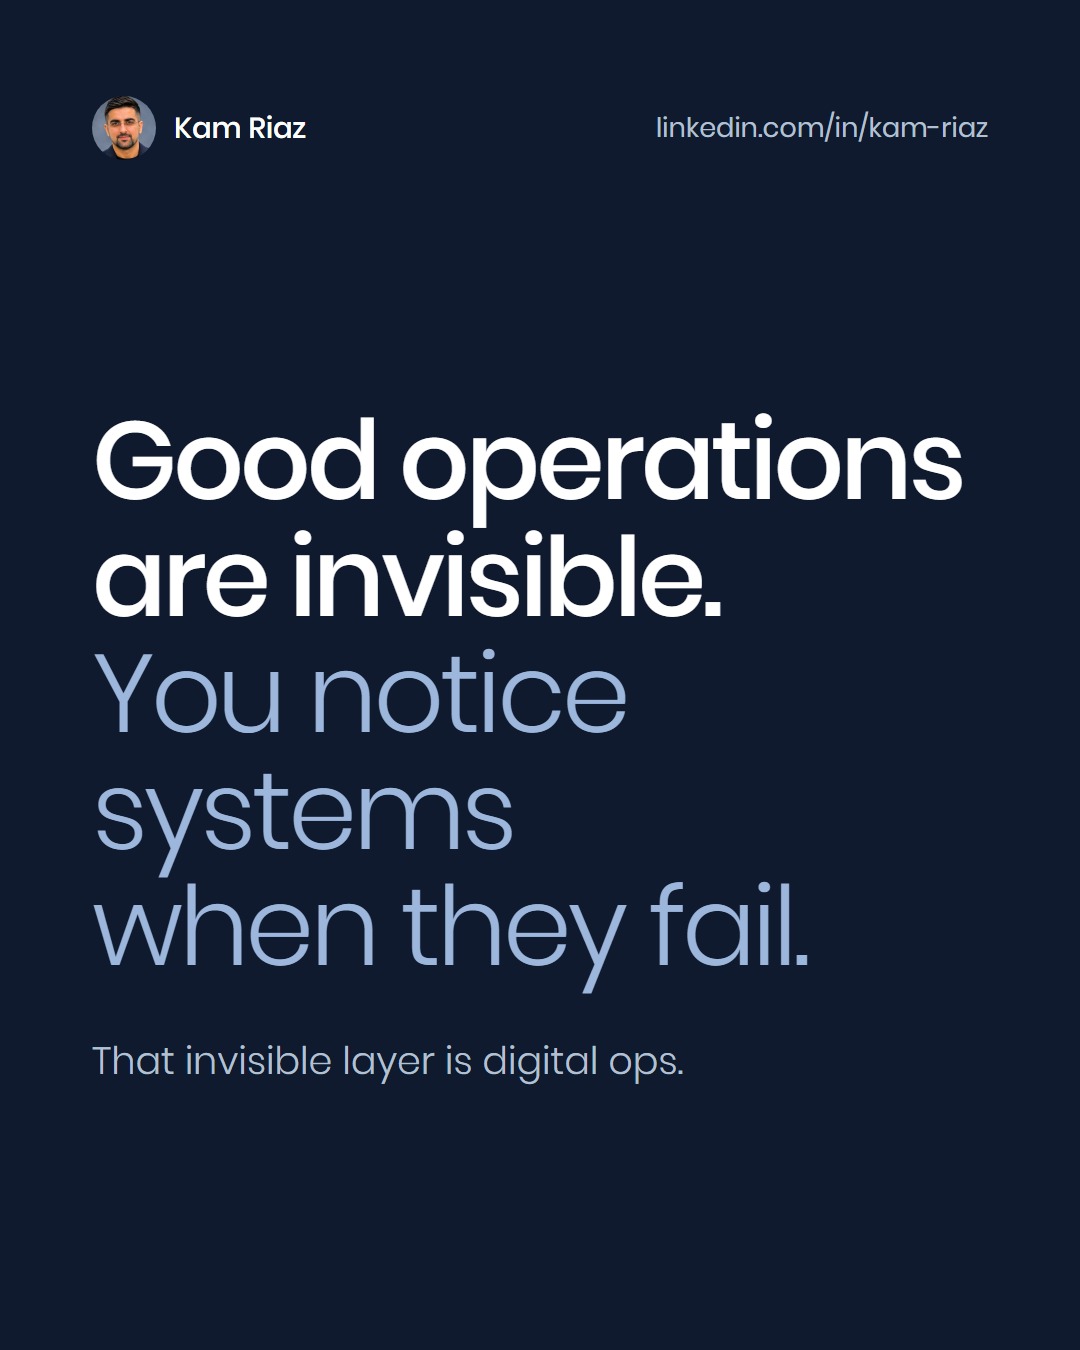 Kam Riaz
linkedin.com/in/kam-riaz
Good operations
are invisible.
You notice
systems
when they fail.
That invisible layer is digital ops.